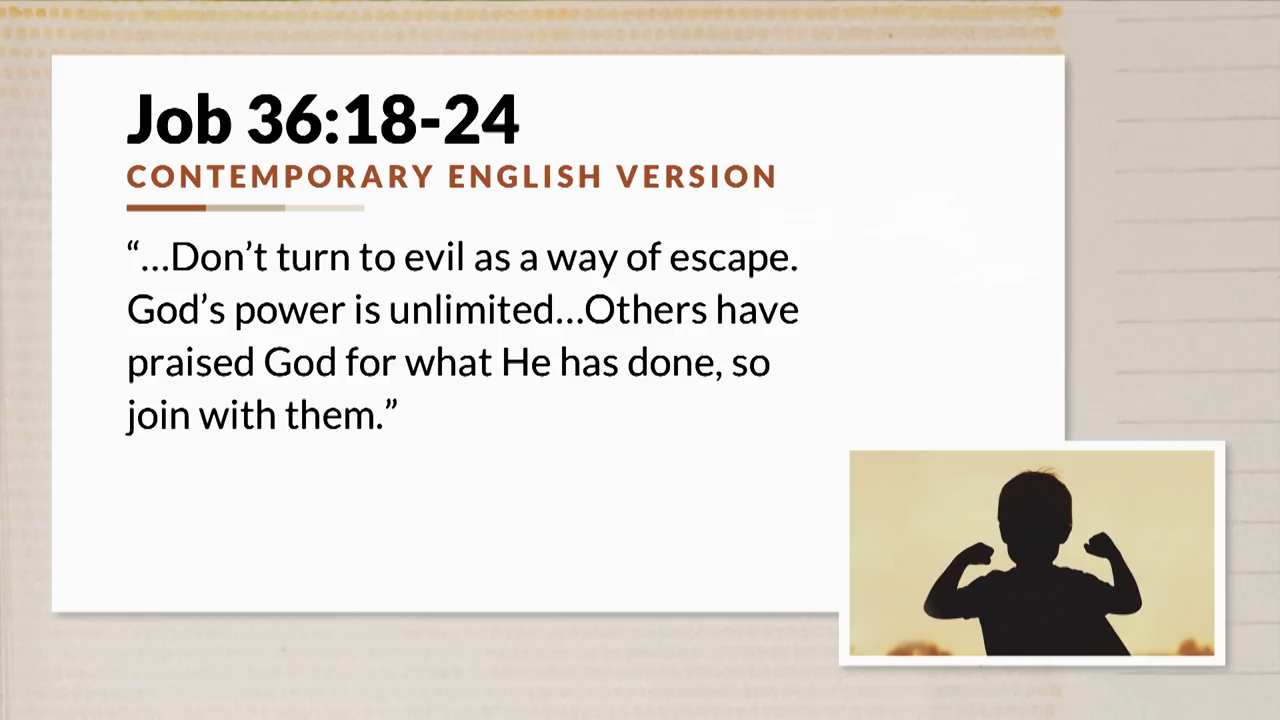 Job 36:18-24
CONTEMPORARY ENGLISH VERSION
“...Don’t turn to evil as a way of escape.
God’s power is unlimited...Others have
praised God for what He has done, so
join with them.”